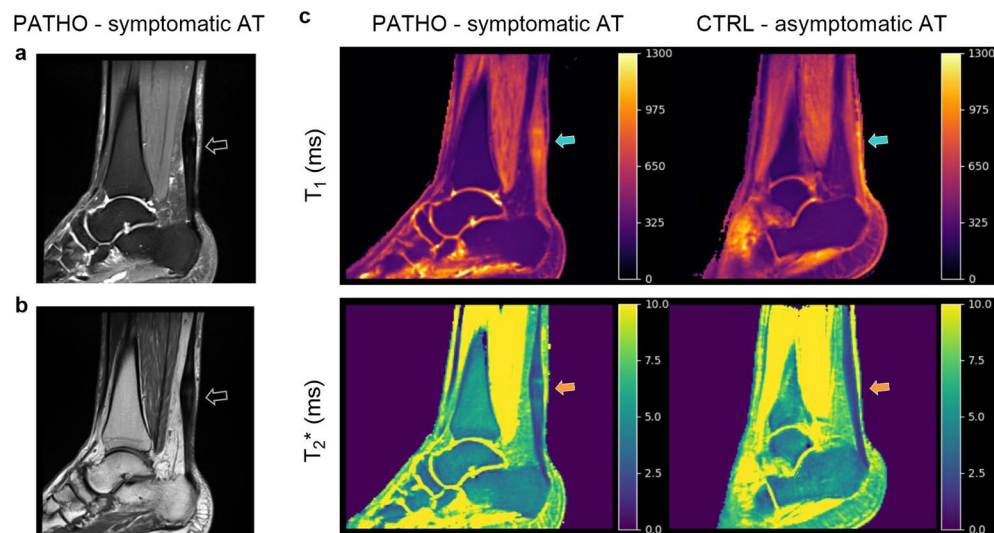 PATHO - symptomatic AT
c
PATHO - symptomatic AT
CTRL - asymptomatic AT
a
1300
975
650
325
0
1300
975
650
325
0
T1 (ms)
b
10.0
7.5
5.0
2.5
0.0
10.0
7.5
5.0
2.5
0.0
T2* (ms)